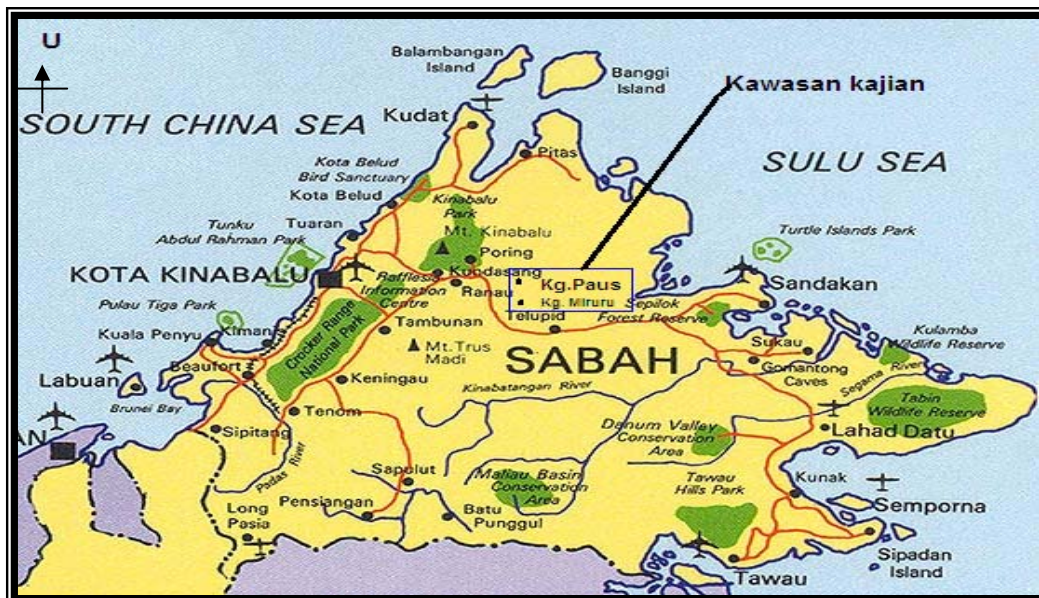 U
Balambangan
Island
Banggi
Island
Kawasan kajian
SOUTH CHINA SEA
Kudat
SULU SEA
Pitas
Kota Belud
Bird Sanctuary
Kota Belud
Kinabalu
Park
Tunku
Abdul Rahman Park
Tuaran
Mt. Kinabalu
Turtle Islands Park
Poring
KOTA KINABALU
Kundasang
Rafflesia
Information
Centre
Ranau
Kg.Paus
Kg. Miruru
Sandakan
Pulau Tiga Park
Sepilok
Forest Reserve
Telupid
Kuala Penyu
Kimanis
Tambunan
Crocker Range
National Park
Mt.Trus
Madi
SABAH
Sukau
Kulamba
Wildlife Reserve
Gomantong
Caves
Segama River
Beaufort
Labuan
Keningau
Kinabatangan River
Brunei Bay
Tenom
Tabin
Wildlife Reserve
Danum Valley
Conservation
Area
Lahad Datu
AN
Sipitang
Padas River
Sapulut
Maliau Basin
Conservation
Area
Tawau
Hills Park
Kunak
Pensiangan
Semporna
Long
Pasia
Batu
Punggul
Sipadan
Island
Tawau